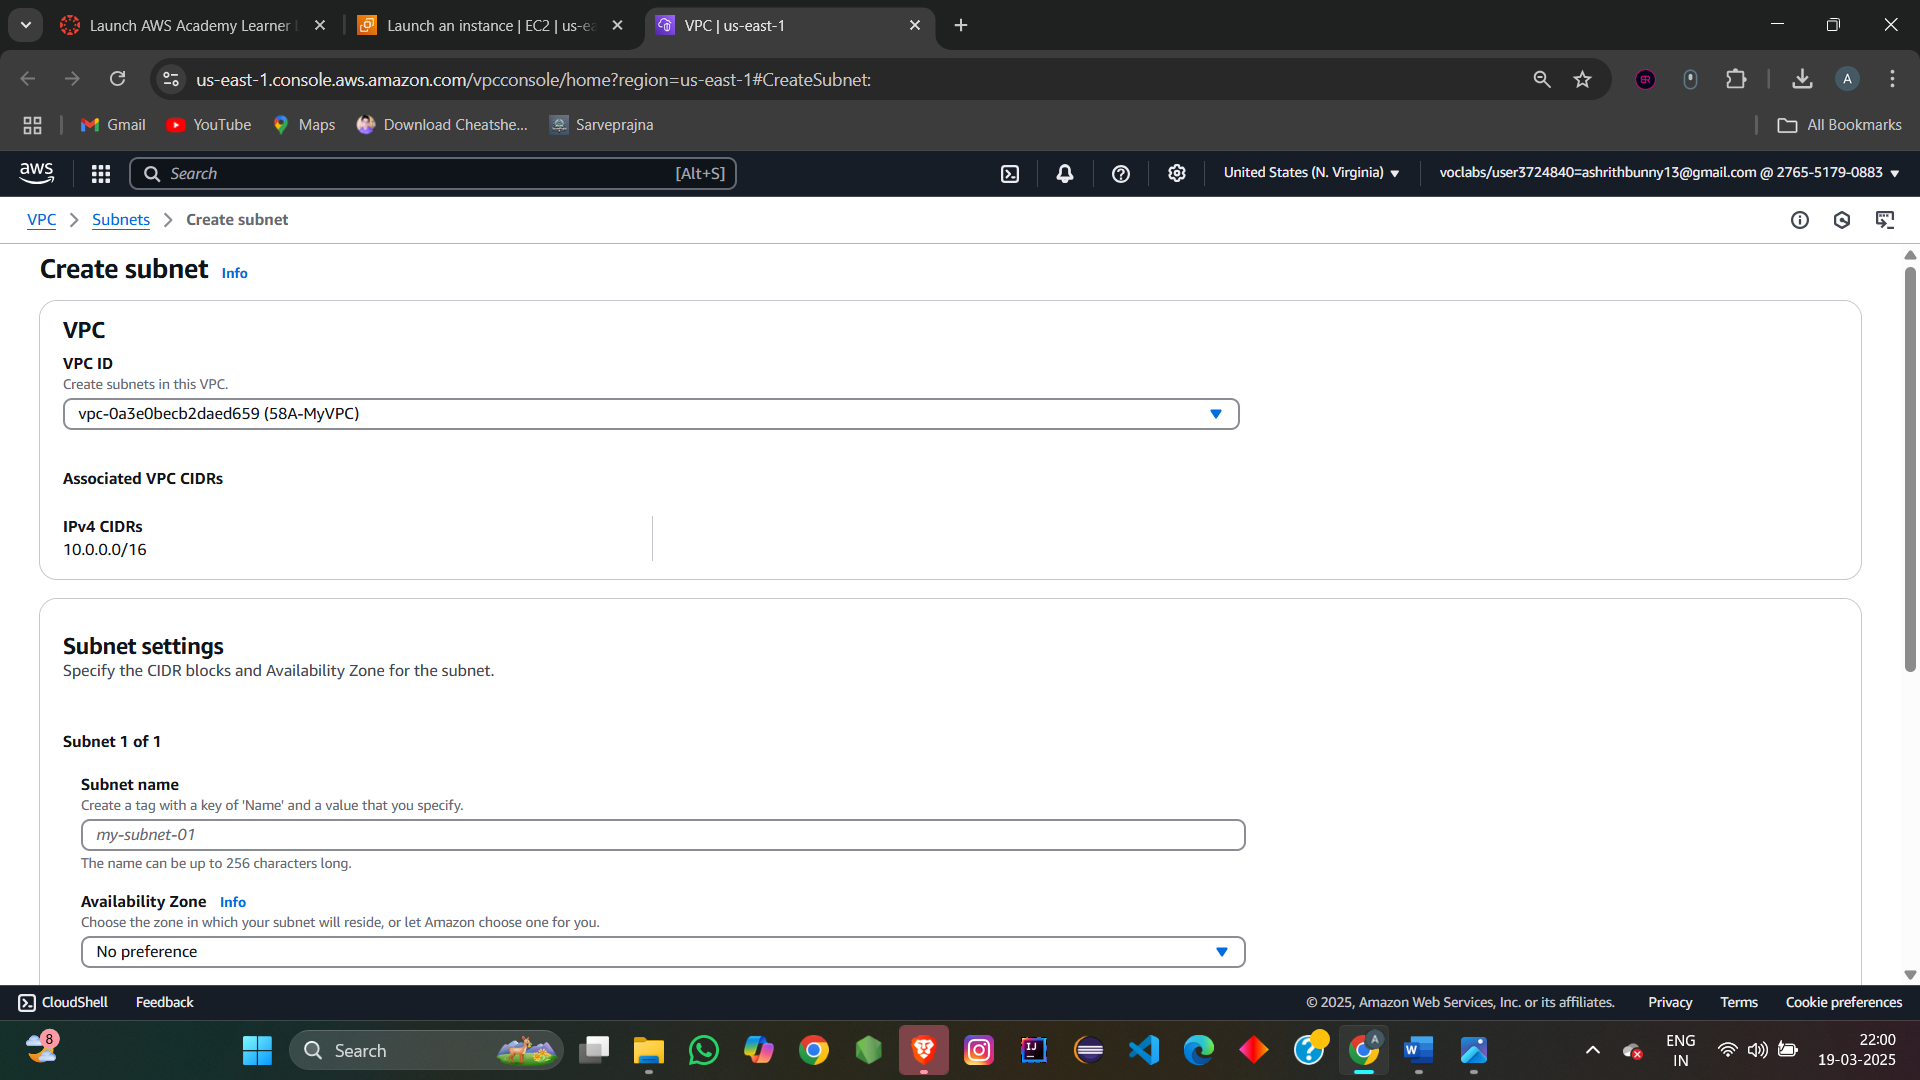 Launch AWS Academy Learner L
Launch an instance | EC2 | us-ea
VPC | us-east-1
us-east-1.console.aws.amazon.com/vpcconsole/home?region=us-east-1#CreateSubnet:
A
Gmail
YouTube
Maps
Download Cheatshe...
Sarveprajna
All Bookmarks
aws
Search
[Alt+S]
United States (N. Virginia)
voclabs/user3724840=ashrithbunny13@gmail.com @ 2765-5179-0883
VPC
Subnets
Create subnet
Create subnet Info
VPC
VPC ID
Create subnets in this VPC.
vpc-0a3e0becb2daed659 (58A-MyVPC)
Associated VPC CIDRs
IPv4 CIDRs
10.0.0.0/16
Subnet settings
Specify the CIDR blocks and Availability Zone for the subnet.
Subnet 1 of 1
Subnet name
Create a tag with a key of 'Name' and a value that you specify.
my-subnet-01
The name can be up to 256 characters long.
Availability Zone Info
Choose the zone in which your subnet will reside, or let Amazon choose one for you.
No preference
CloudShell
Feedback
© 2025, Amazon Web Services, Inc. or its affiliates.
Privacy
Terms
Cookie preferences
8
Search
A
ENG
IN
22:00
19-03-2025